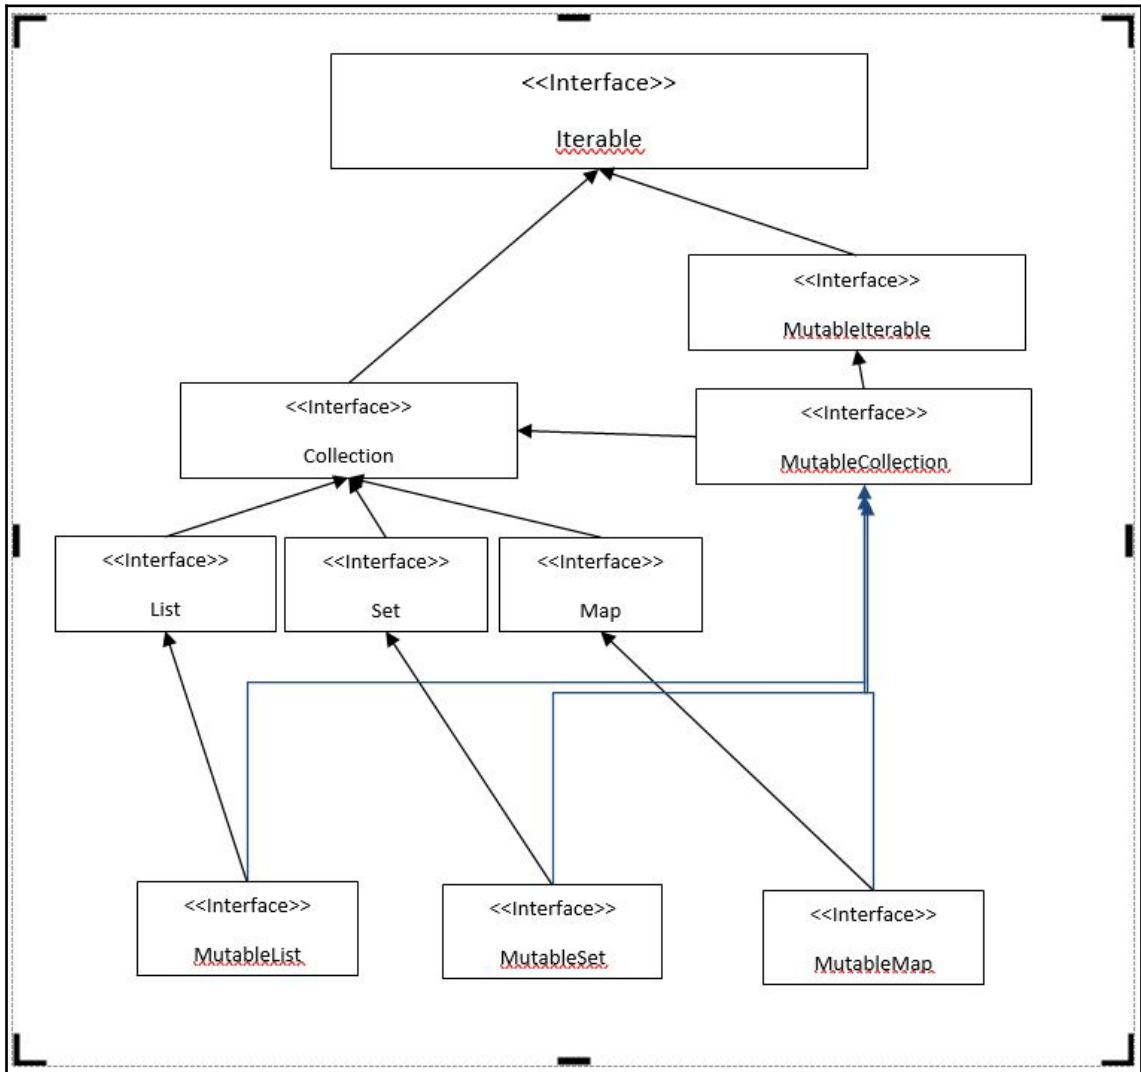 <<Interface>>
Iterable
<<Interface>>
MutableIterable
<<Interface>>
Collection
<<Interface>>
MutableCollection
<<Interface>>
List
<<Interface>>
Set
<<Interface>>
Map
<<Interface>>
MutableList
<<Interface>>
MutableSet
<<Interface>>
MutableMap